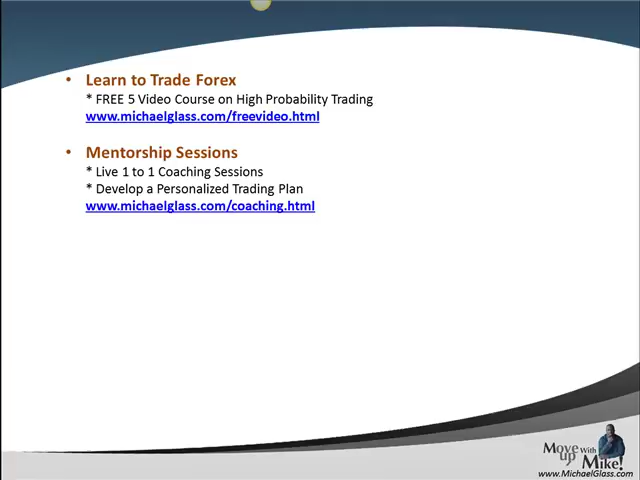 • Learn to Trade Forex
* FREE 5 Video Course on High Probability Trading
www.michaelglass.com/freevideo.html
• Mentorship Sessions
* Live 1 to 1 Coaching Sessions
* Develop a Personalized Trading Plan
www.michaelglass.com/coaching.html
Move up With Mike!
www.MichaelGlass.com